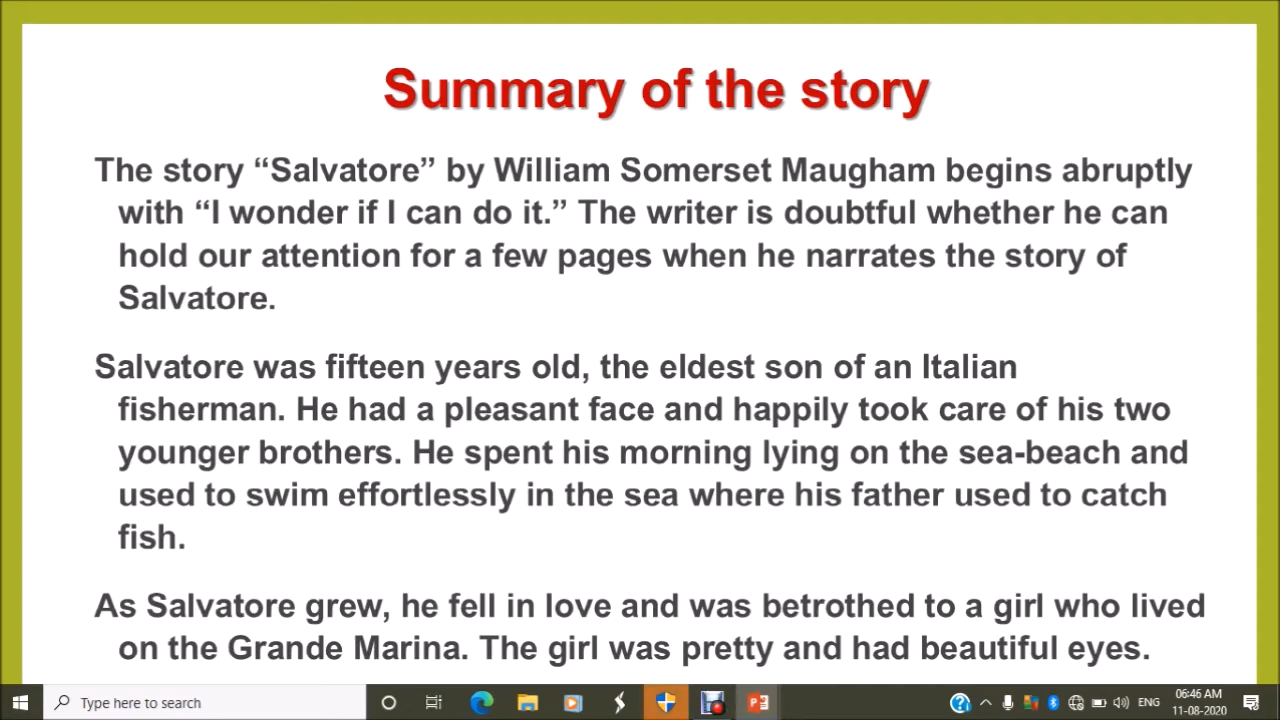 Summary of the story
The story “Salvatore” by William Somerset Maugham begins abruptly
with “I wonder if I can do it.” The writer is doubtful whether he can
hold our attention for a few pages when he narrates the story of
Salvatore.
Salvatore was fifteen years old, the eldest son of an Italian
fisherman. He had a pleasant face and happily took care of his two
younger brothers. He spent his morning lying on the sea-beach and
used to swim effortlessly in the sea where his father used to catch
fish.
As Salvatore grew, he fell in love and was betrothed to a girl who lived
on the Grande Marina. The girl was pretty and had beautiful eyes.
Type here to search
ENG
06:46 AM
11-08-2020